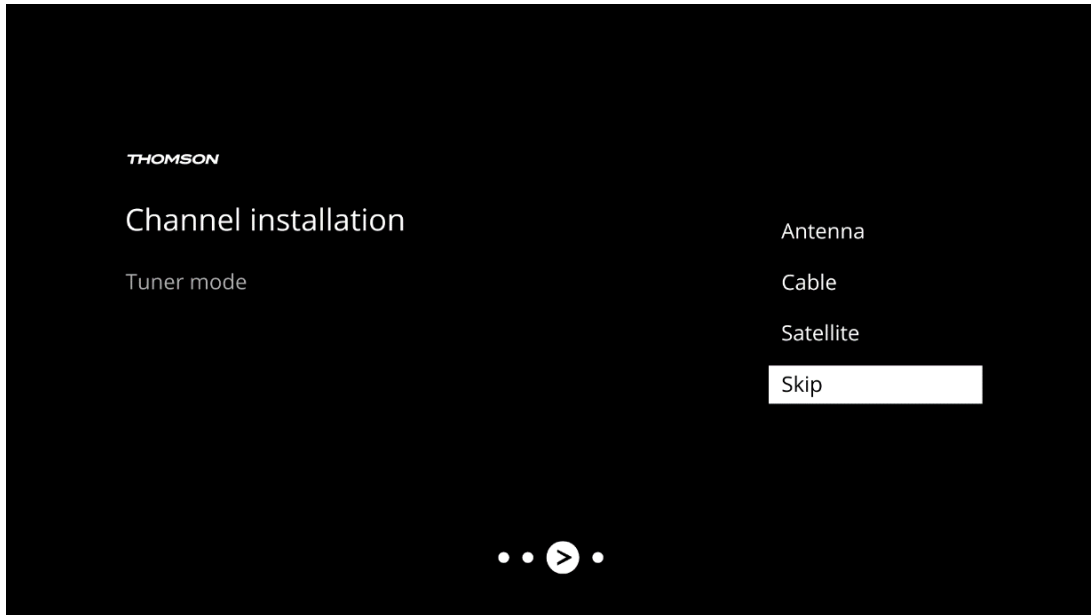 THOMSON
Channel installation
Tuner mode
Antenna
Cable
Satellite
Skip